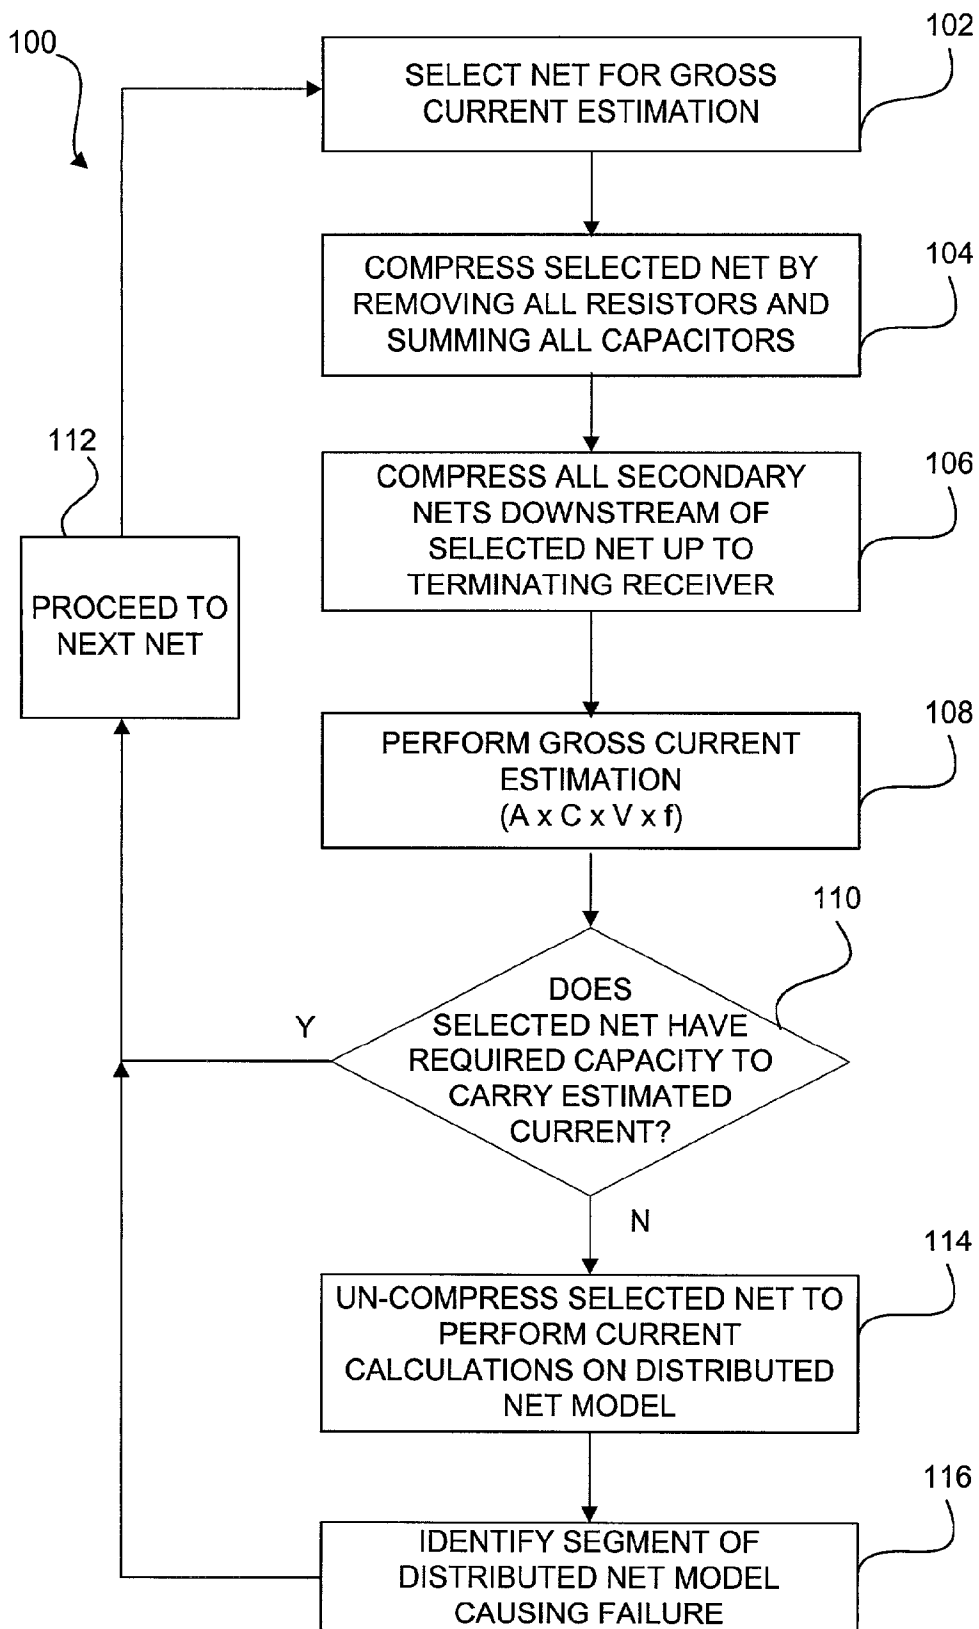 100
102
SELECT NET FOR GROSS
CURRENT ESTIMATION
104
COMPRESS SELECTED NET BY
REMOVING ALL RESISTORS AND
SUMMING ALL CAPACITORS
106
COMPRESS ALL SECONDARY
NETS DOWNSTREAM OF
SELECTED NET UP TO
TERMINATING RECEIVER
112
PROCEED TO
NEXT NET
108
PERFORM GROSS CURRENT
ESTIMATION
(A x C x V x f)
110
DOES
SELECTED NET HAVE
REQUIRED CAPACITY TO
CARRY ESTIMATED
CURRENT?
Y
N
114
UN-COMPRESS SELECTED NET TO
PERFORM CURRENT
CALCULATIONS ON DISTRIBUTED
NET MODEL
116
IDENTIFY SEGMENT OF
DISTRIBUTED NET MODEL
CAUSING FAILURE